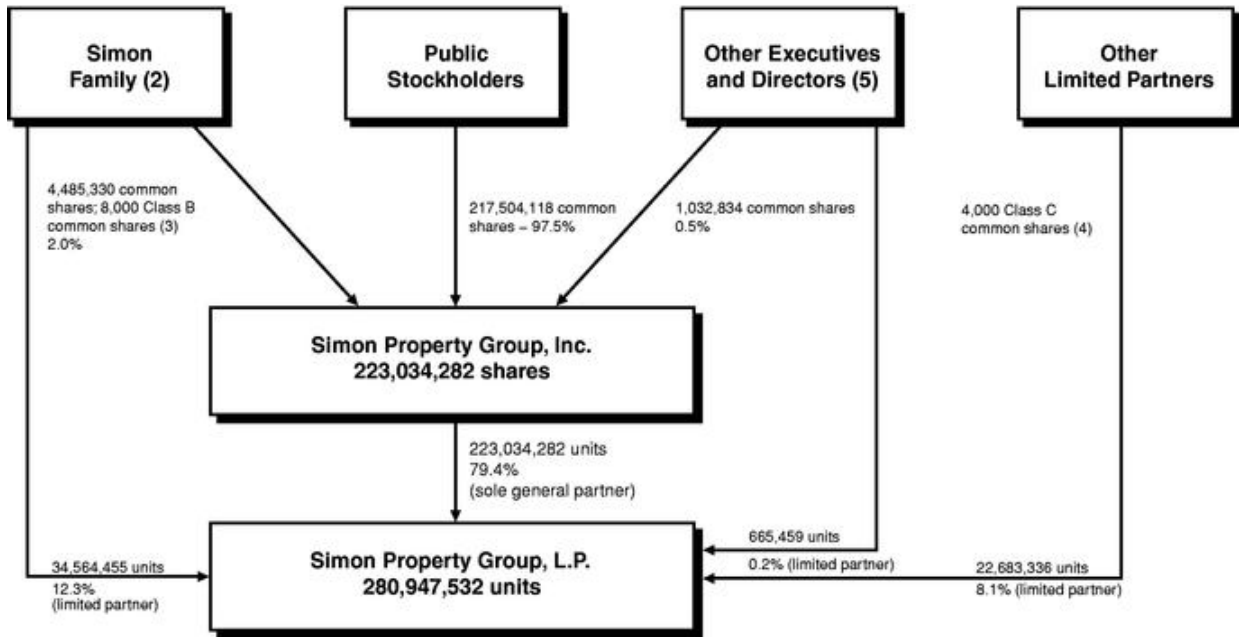 Simon
Family (2)
Public
Stockholders
Other Executives
and Directors (5)
Other
Limited Partners
4,485,330 common
shares; 8,000 Class B
common shares (3)
2.0%
217,504,118 common
shares – 97.5%
1,032,834 common shares
0.5%
4,000 Class C
common shares (4)
Simon Property Group, Inc.
223,034,282 shares
223,034,282 units
79.4%
(sole general partner)
Simon Property Group, L.P.
280,947,532 units
34,564,455 units
12.3%
(limited partner)
665,459 units
0.2% (limited partner)
22,683,336 units
8.1% (limited partner)